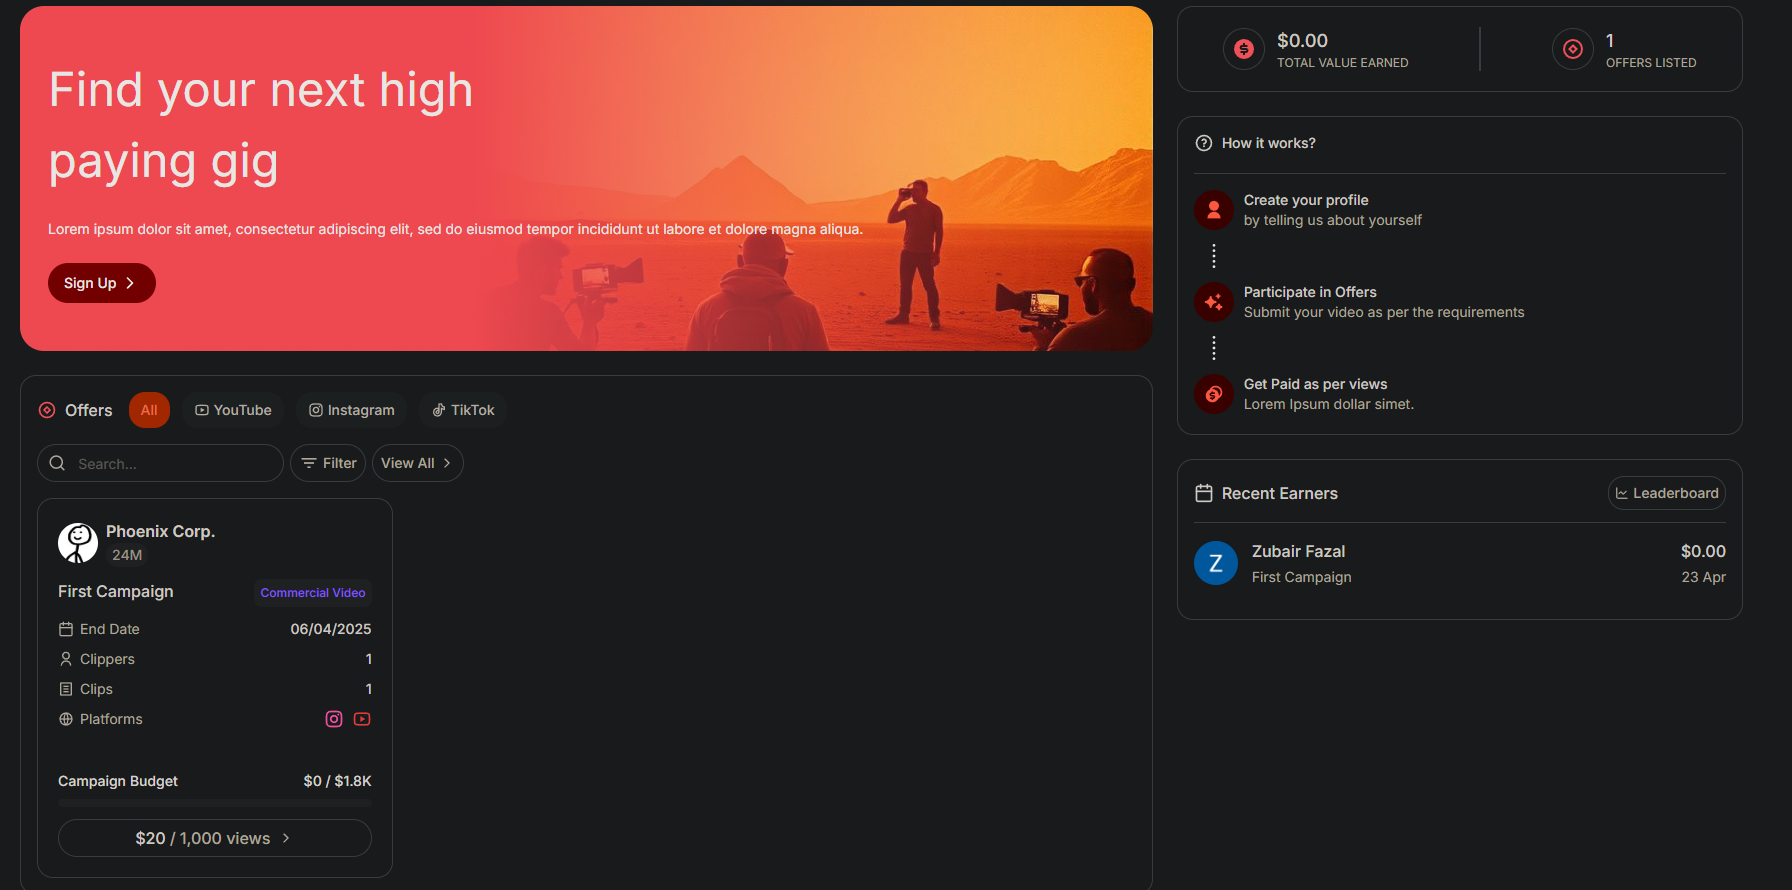 Find your next high
paying gig
Lorem ipsum dolor sit amet, consectetur adipiscing elit, sed do eiusmod tempor incididunt ut labore et dolore magna aliqua.
Sign Up
Offers All YouTube Instagram TikTok
Search... Filter View All
Phoenix Corp.
24M
First Campaign Commercial Video
End Date 06/04/2025
Clippers 1
Clips 1
Platforms
Campaign Budget $0 / $1.8K
$20 / 1,000 views
$0.00 1
TOTAL VALUE EARNED OFFERS LISTED
How it works?
Create your profile
by telling us about yourself
Participate in Offers
Submit your video as per the requirements
Get Paid as per views
Lorem Ipsum dollar simet.
Recent Earners Leaderboard
Z
Zubair Fazal $0.00
First Campaign 23 Apr